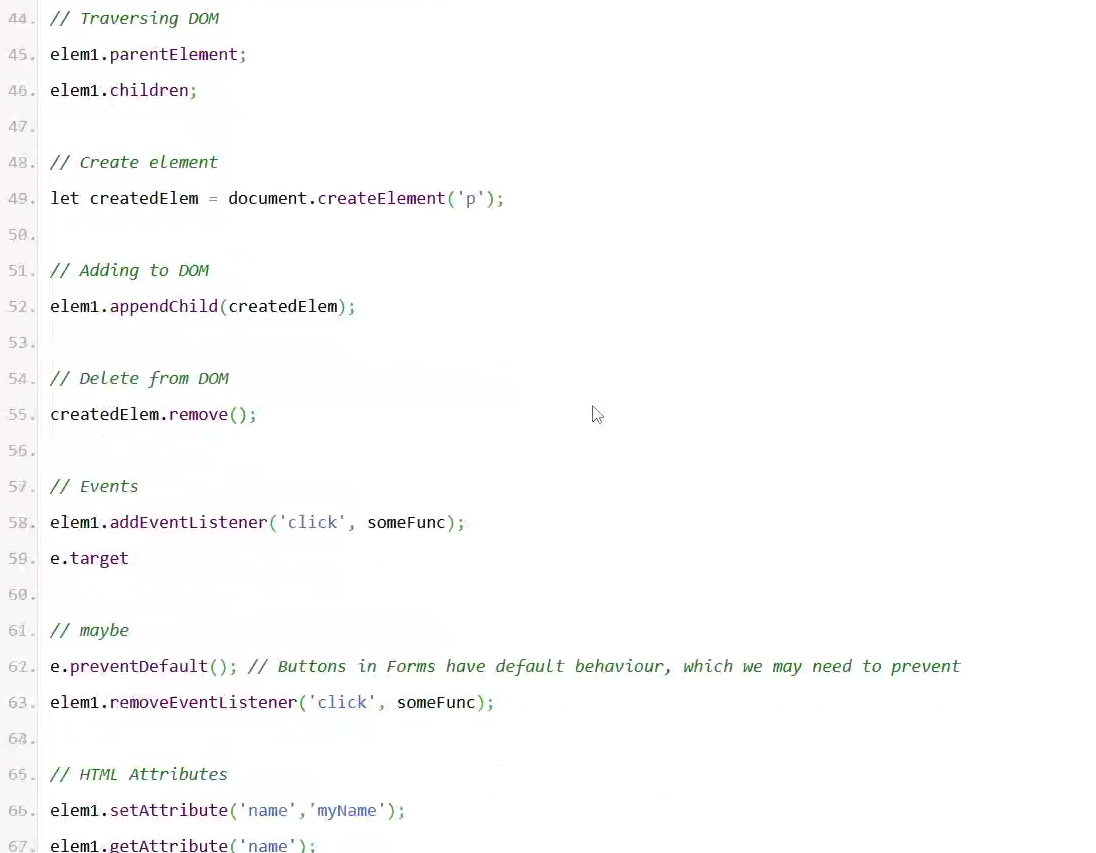 44. // Traversing DOM
45. elem1.parentElement;
46. elem1.children;
47.
48. // Create element
49. let createdElem = document.createElement('p');
50.
51. // Adding to DOM
52. elem1.appendChild(createdElem);
53.
54. // Delete from DOM
55. createdElem.remove();
56.
57. // Events
58. elem1.addEventListener('click', someFunc);
59. e.target
60.
61. // maybe
62. e.preventDefault(); // Buttons in Forms have default behaviour, which we may need to prevent
63. elem1.removeEventListener('click', someFunc);
64.
65. // HTML Attributes
66. elem1.setAttribute('name','myName');
67. elem1.getAttribute('name');